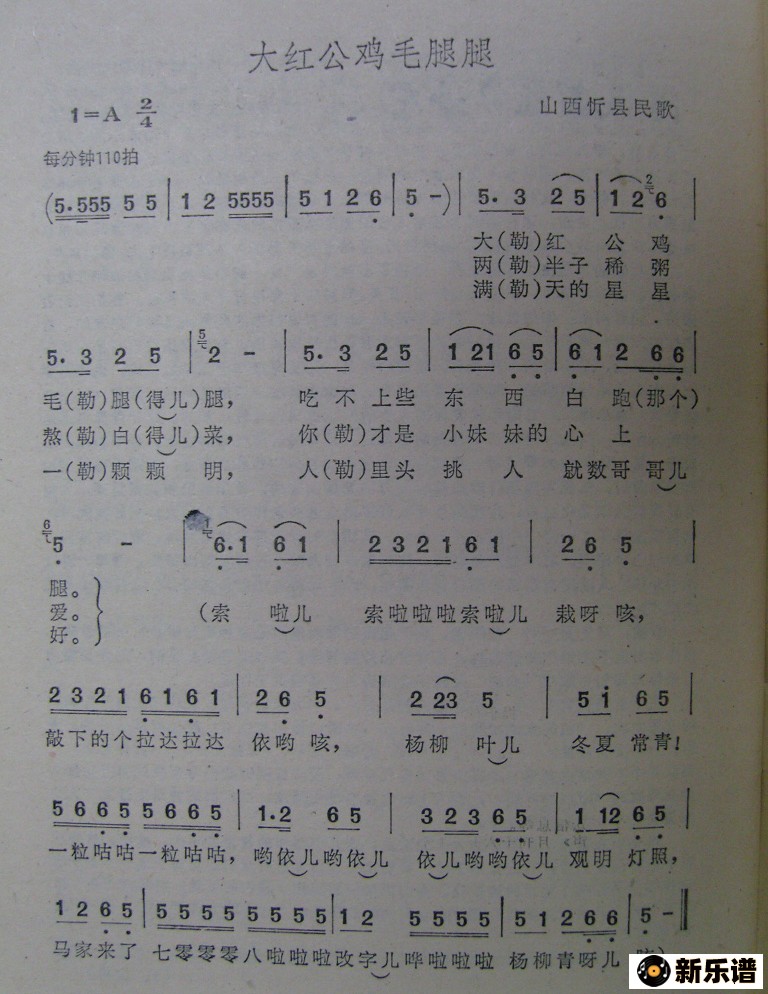 大红公鸡毛腿腿
1=A 2/4
山西忻县民歌
每分钟110拍
(5.555 5 5 | 1 2 5555 | 5 1 2 6 | 5 －) | 5. 3 2 5 | 1 2 6 |
大(勒)红 公 鸡
两(勒)半子 稀 粥
满(勒)天的 星 星
5. 3 2 5 | 2 － | 5. 3 2 5 | 1 21 6 5 | 6 1 2 6 6 |
毛(勒)腿(得儿)腿， 吃 不 上些 东 西 白 跑(那个)
熬(勒)白(得儿)菜， 你(勒)才是 小妹 妹的 心 上
一(勒)颗 颗 明， 人(勒)里头 挑 人 就数 哥 哥儿
5 － | 6.1 6 1 | 2321 6 1 | 2 6 5 |
腿。
爱。
好。
(索 啦儿 索啦啦啦索啦儿 栽呀 咳，
2 3 2 1 6 1 6 1 | 2 6 5 | 2 23 5 | 5 i 6 5 |
敲下的个拉达拉达 依哟 咳， 杨柳 叶儿 冬夏 常青！
5 6 6 5 5 6 6 5 | 1.2 6 5 | 3 2 3 6 5 | 1 12 6 5 |
一粒咕咕一粒咕咕， 哟依儿哟依儿 依儿哟哟依儿 观明 灯照，
1 2 6 5 | 5 5 5 5 5 5 5 5 | 1 2 | 5 5 5 5 | 5 1 2 6 6 | 5 －
马家来了 七零零零八啦啦啦改字儿哗啦啦啦 杨柳青呀儿
新乐谱